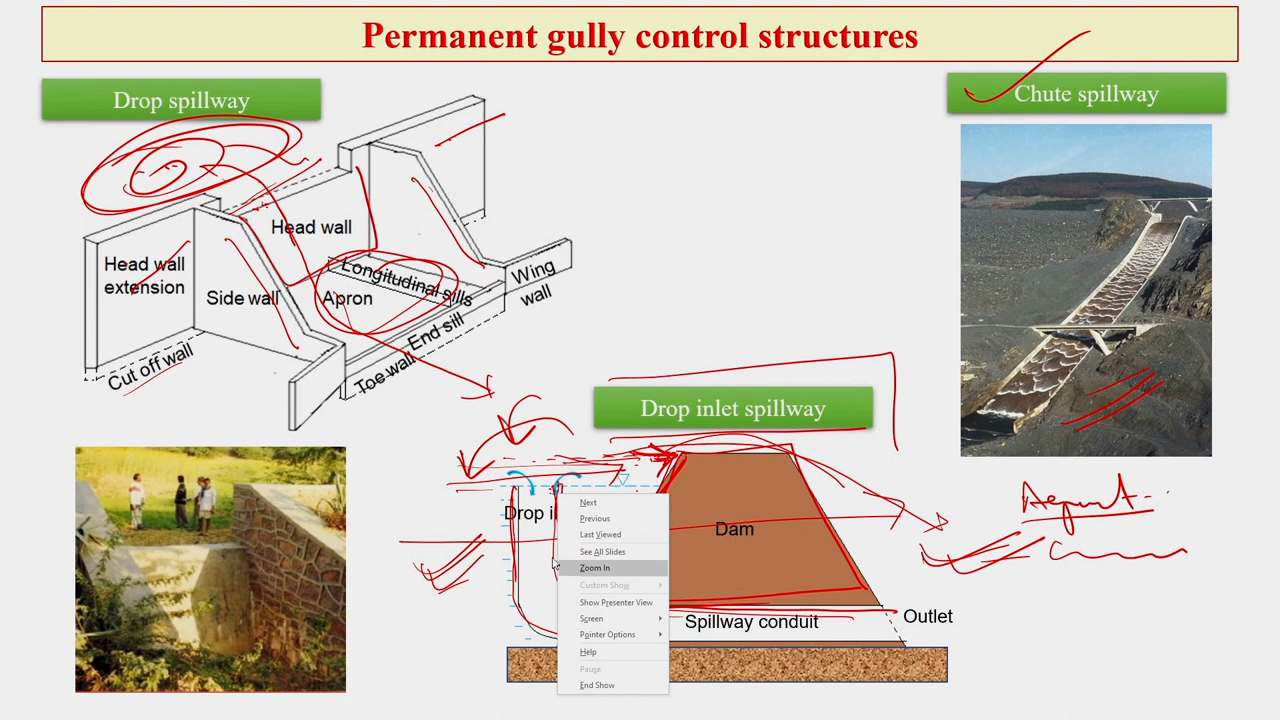 Permanent gully control structures
Drop spillway
Chute spillway
Head wall
Head wall
extension
Side wall
Longitudinal sills
Apron
Wing
wall
End sill
Toe wall
Cut off wall
Drop inlet spillway
Drop i
Dam
Spillway conduit
Outlet
Next
Previous
Last Viewed
See All Slides
Zoom In
Custom Show
Show Presenter View
Screen
Pointer Options
Help
Pause
End Show